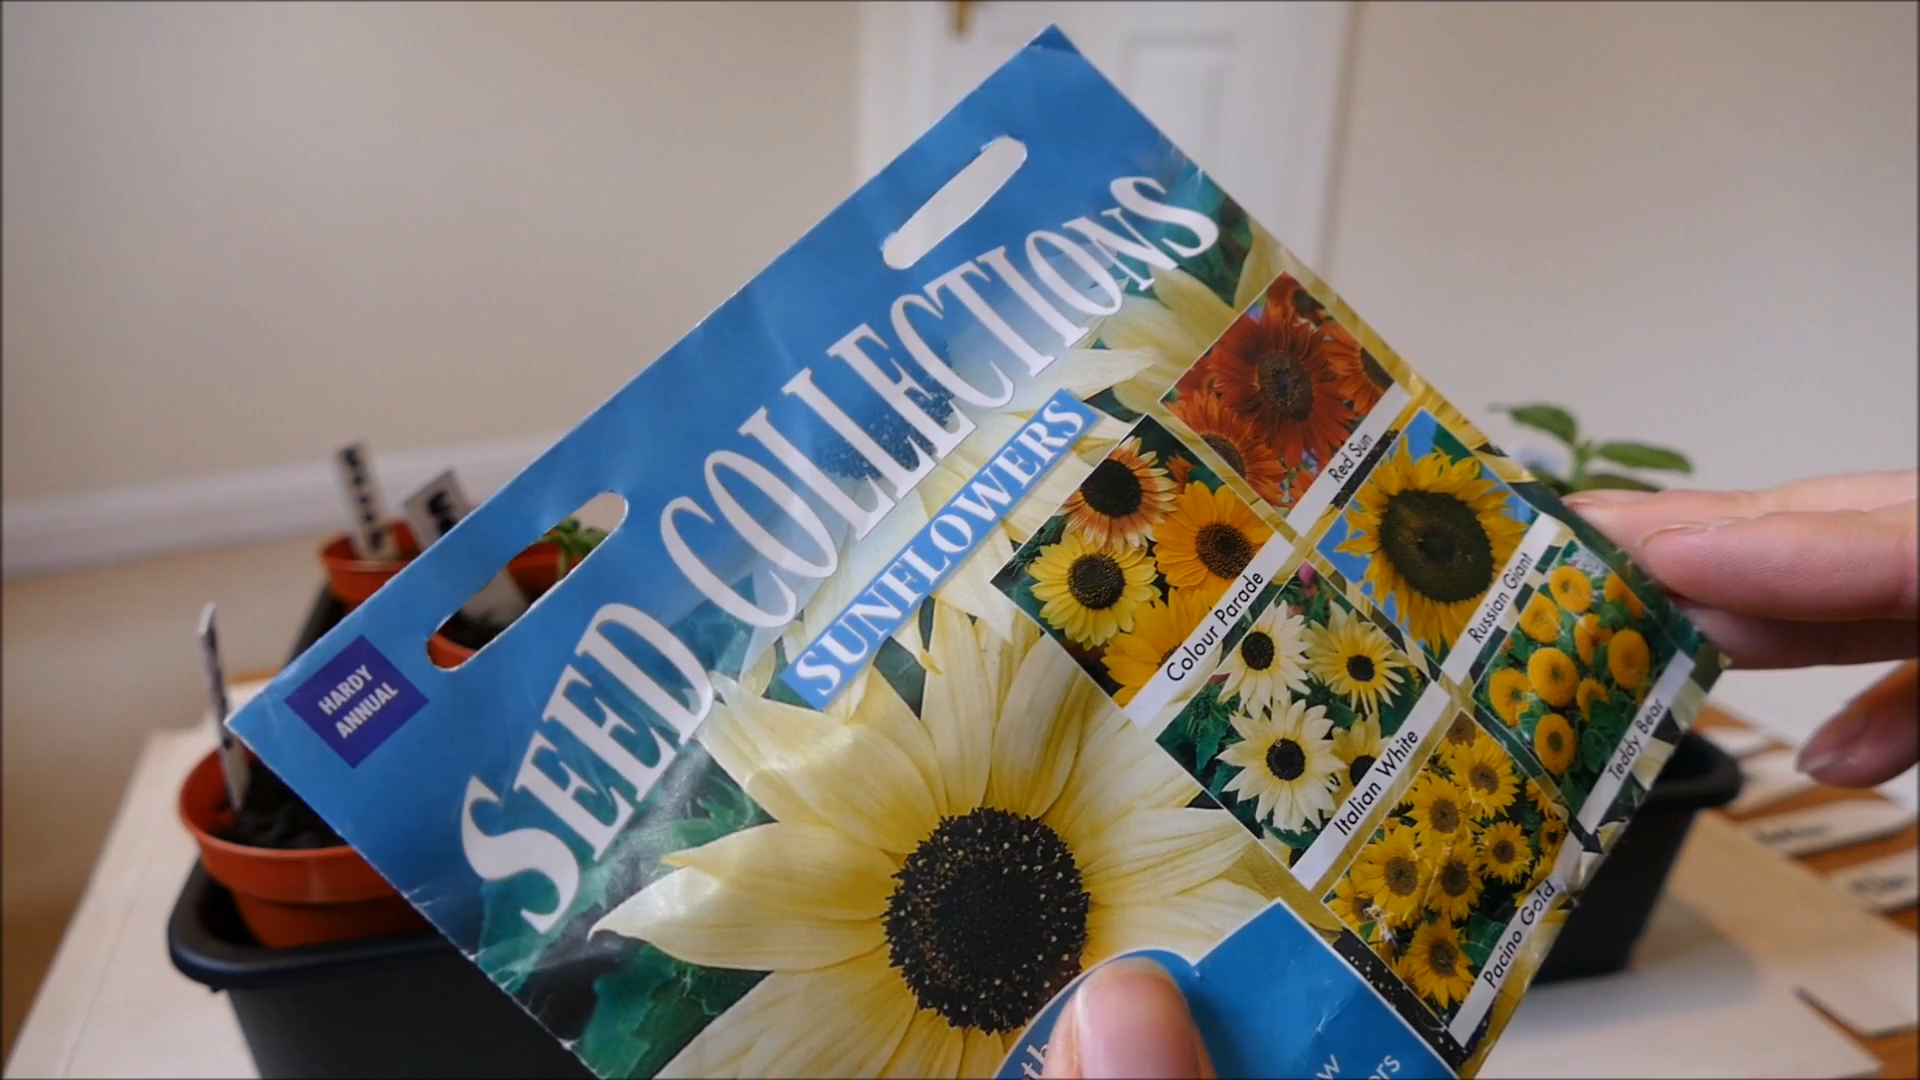 HARDY
ANNUAL
SEED COLLECTIONS
SUNFLOWERS
Red Sun
Colour Parade
Russian Giant
Italian White
Teddy Bear
Pacino Gold